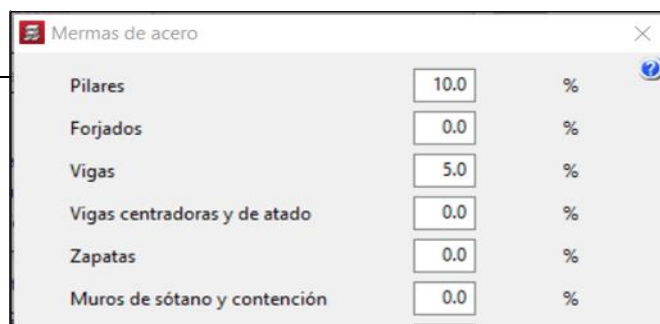 Mermas de acero
Pilares 10.0 %
Forjados 0.0 %
Vigas 5.0 %
Vigas centradoras y de atado 0.0 %
Zapatas 0.0 %
Muros de sótano y contención 0.0 %